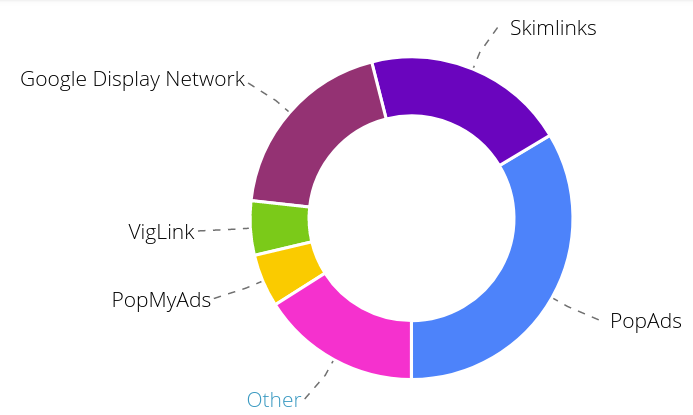 Skimlinks
Google Display Network
VigLink
PopMyAds
PopAds
Other